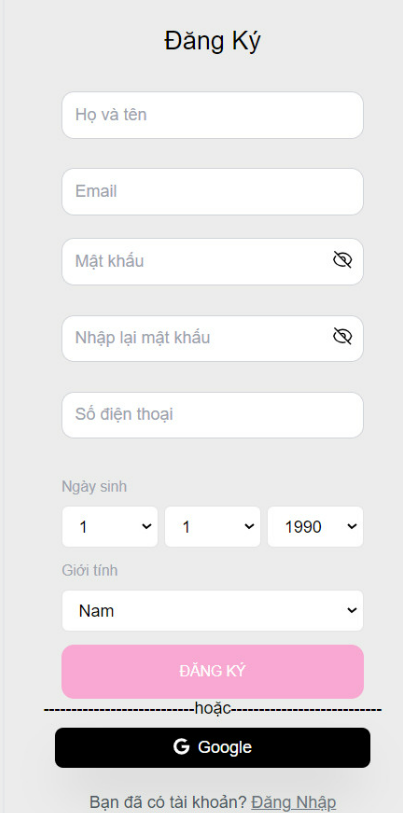 Đăng Ký
Họ và tên
Email
Mật khẩu
Nhập lại mật khẩu
Số điện thoại
Ngày sinh
1 1 1990
Giới tính
Nam
ĐĂNG KÝ
hoặc
Google
Bạn đã có tài khoản? Đăng Nhập